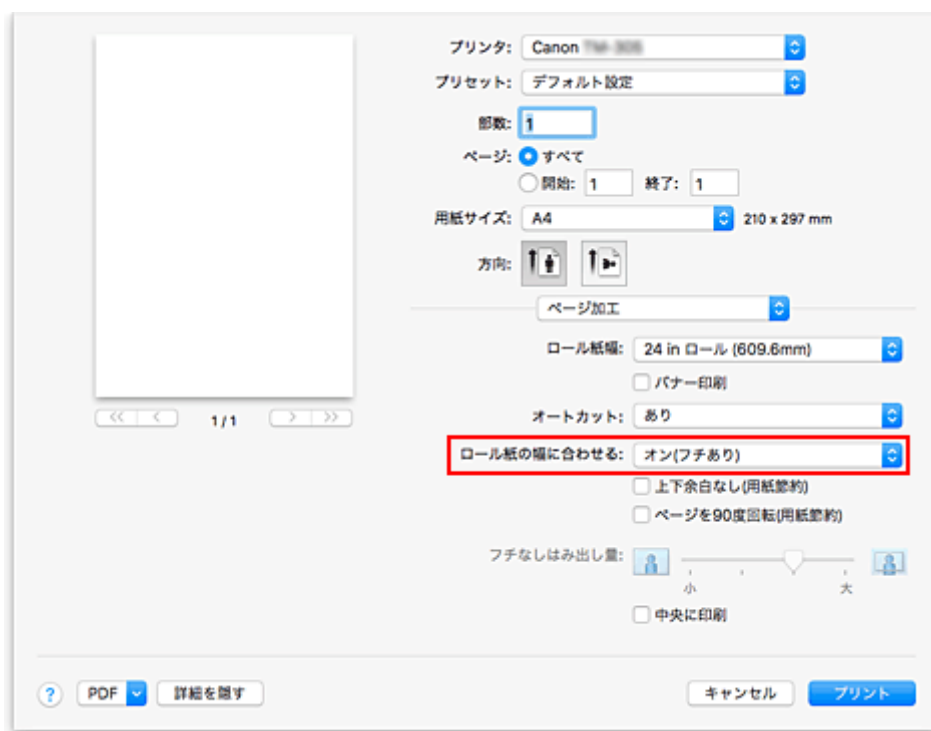 プリンタ: Canon
プリセット: デフォルト設定
部数: 1
ページ: すべて
開始: 1 終了: 1
用紙サイズ: A4 210 x 297 mm
方向:
ページ加工
ロール紙幅: 24 in ロール (609.6mm)
バナー印刷
<< < 1 / 1 > >>
オートカット: あり
ロール紙の幅に合わせる: オン(フチあり)
上下余白なし(用紙節約)
ページを90度回転(用紙節約)
フチなしはみ出し量:
小 大
中央に印刷
? PDF 詳細を隠す キャンセル プリント